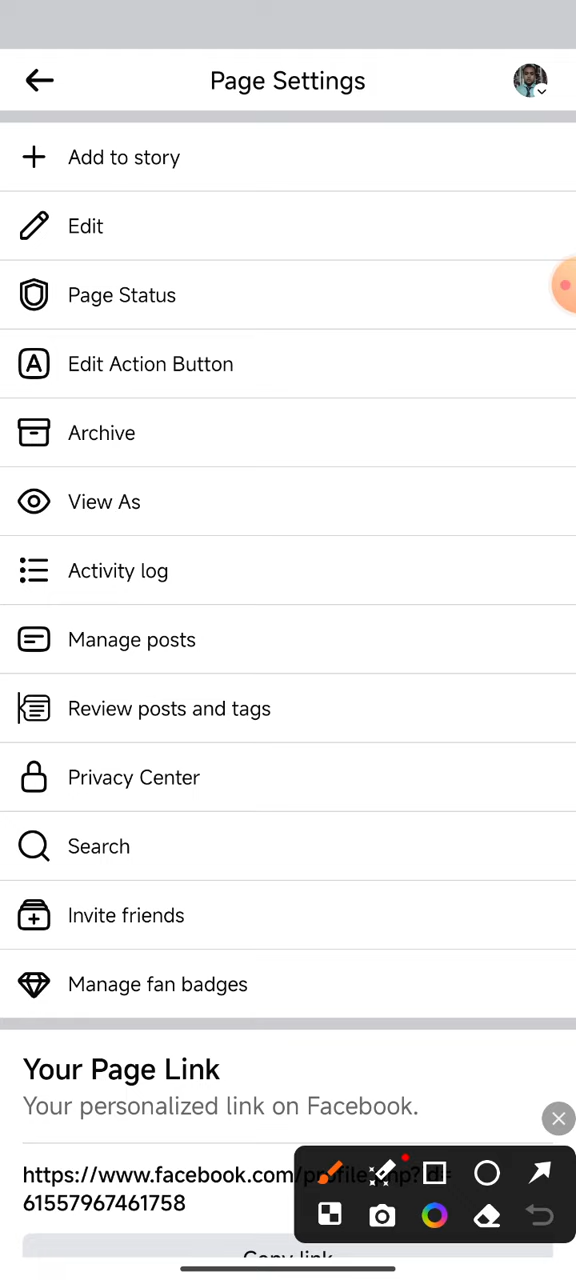 Page Settings
Add to story
Edit
Page Status
Edit Action Button
Archive
View As
Activity log
Manage posts
Review posts and tags
Privacy Center
Search
Invite friends
Manage fan badges
Your Page Link
Your personalized link on Facebook.
https://www.facebook.com/profile.php?id=
61557967461758
Copy link